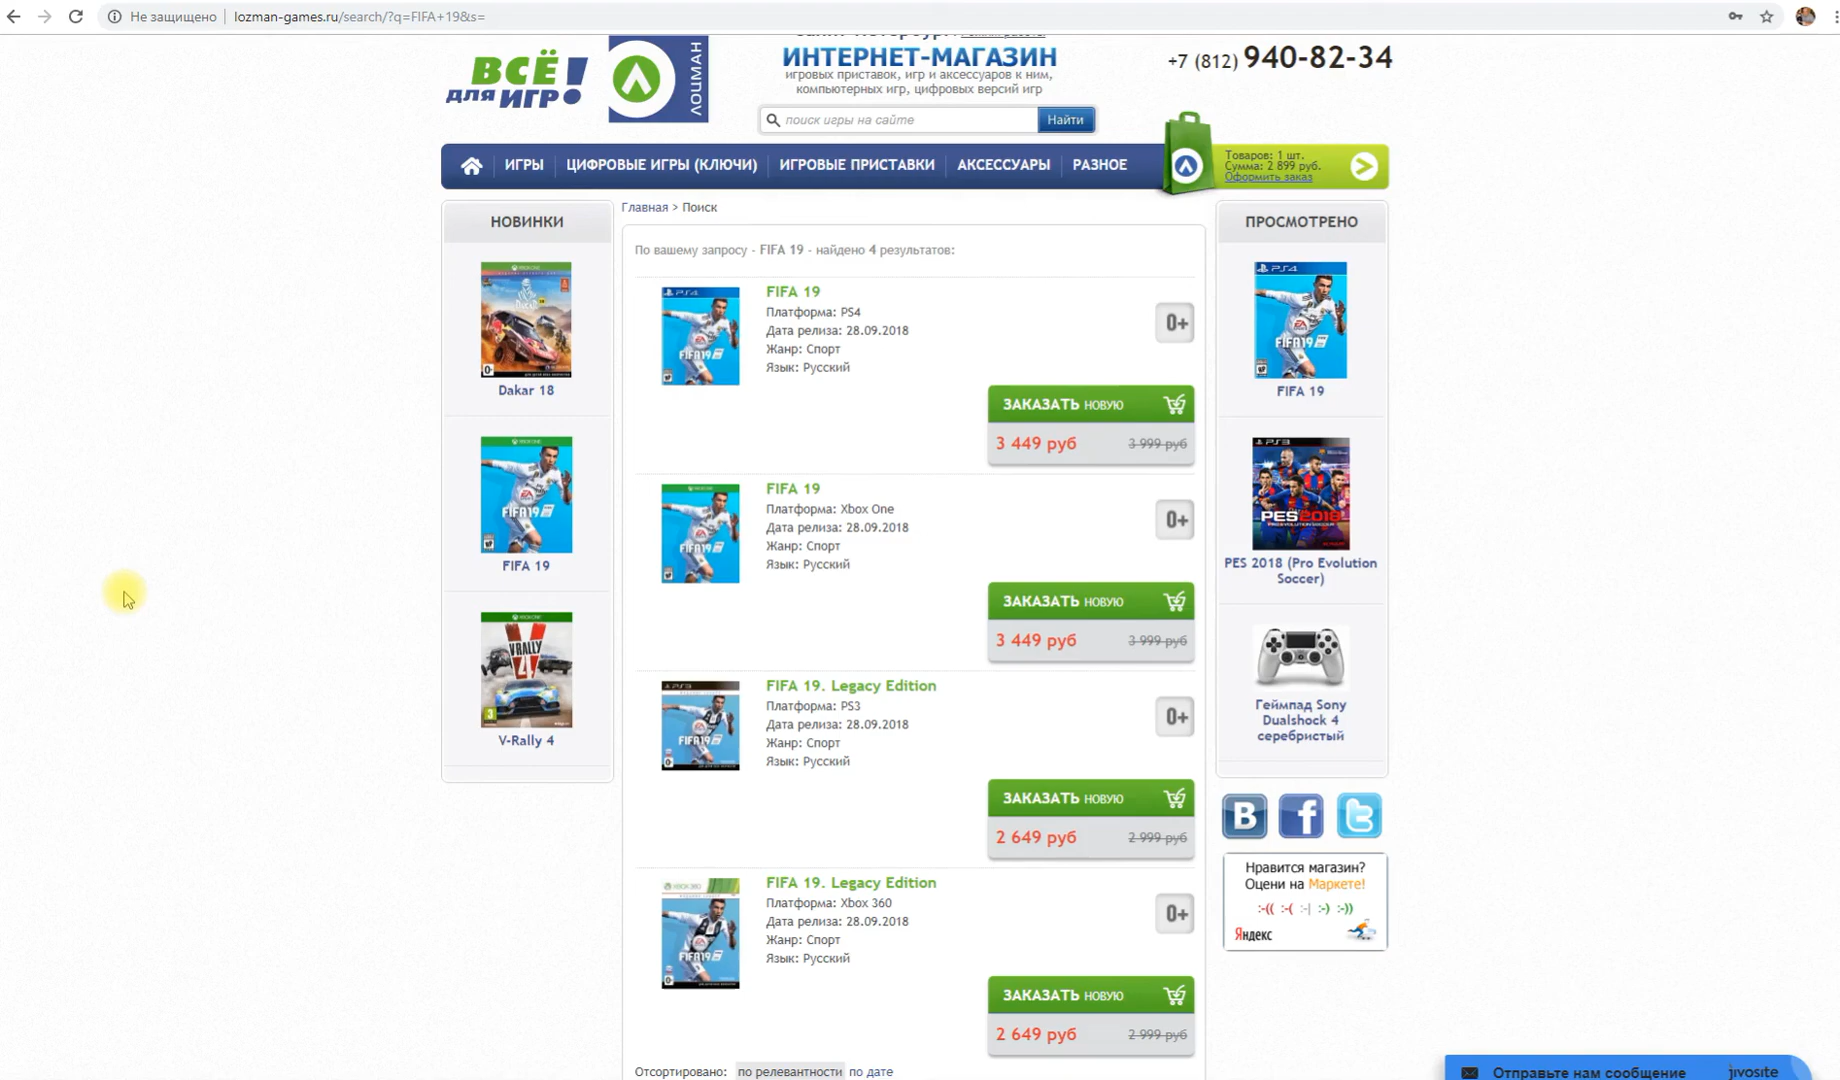 Не защищено
lozman-games.ru/search/?q=FIFA+19&s=
ВСЁ
для ИГР!
ЛОЦМАН
ИНТЕРНЕТ-МАГАЗИН
игровых приставок, игр и аксессуаров к ним,
компьютерных игр, цифровых версий игр
+7 (812) 940-82-34
поиск игры на сайте
Найти
ИГРЫ
ЦИФРОВЫЕ ИГРЫ (КЛЮЧИ)
ИГРОВЫЕ ПРИСТАВКИ
АКСЕССУАРЫ
РАЗНОЕ
Товаров: 1 шт.
Сумма: 2 899 руб.
Оформить заказ
НОВИНКИ
Dakar 18
FIFA 19
V-Rally 4
Главная > Поиск
По вашему запросу - FIFA 19 - найдено 4 результатов:
FIFA 19
Платформа: PS4
Дата релиза: 28.09.2018
Жанр: Спорт
Язык: Русский
0+
ЗАКАЗАТЬ НОВУЮ
3 449 руб 3 999 руб
FIFA 19
Платформа: Xbox One
Дата релиза: 28.09.2018
Жанр: Спорт
Язык: Русский
0+
ЗАКАЗАТЬ НОВУЮ
3 449 руб 3 999 руб
FIFA 19. Legacy Edition
Платформа: PS3
Дата релиза: 28.09.2018
Жанр: Спорт
Язык: Русский
0+
ЗАКАЗАТЬ НОВУЮ
2 649 руб 2 999 руб
FIFA 19. Legacy Edition
Платформа: Xbox 360
Дата релиза: 28.09.2018
Жанр: Спорт
Язык: Русский
0+
ЗАКАЗАТЬ НОВУЮ
2 649 руб 2 999 руб
Отсортировано: по релевантности по дате
ПРОСМОТРЕНО
PS4
FIFA 19
FIFA 19
PS3
PES 2018
PES 2018 (Pro Evolution
Soccer)
Геймпад Sony
Dualshock 4
серебристый
Нравится магазин?
Оцени на Маркете!
:-(( :-( :-| :-) :-))
Яндекс
Отправьте нам сообщение
jivosite